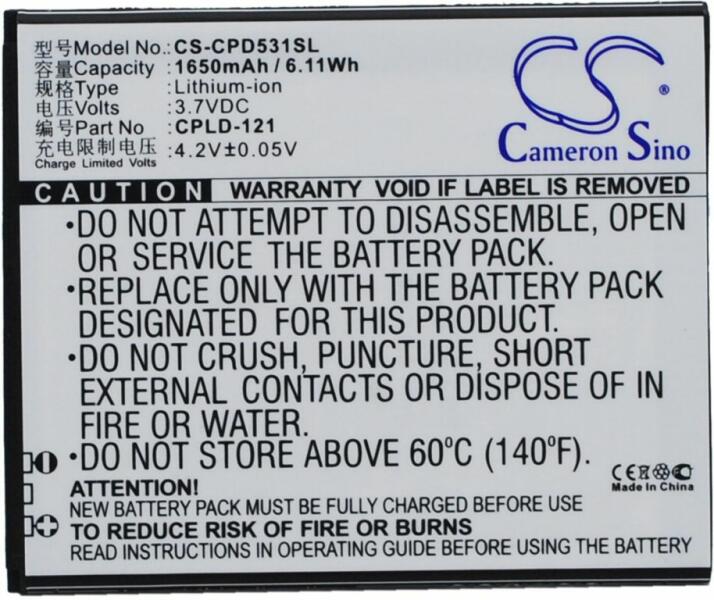 型号Model No.:CS-CPD531SL
容量Capacity :1650mAh / 6.11Wh
规格Type :Lithium-ion
电压Volts :3.7VDC
编号Part No :CPLD-121
充电限制电压:4.2V±0.05V
Charge Limited Volts
CS
®
Cameron Sino
CAUTION
WARRANTY VOID IF LABEL IS REMOVED
•DO NOT ATTEMPT TO DISASSEMBLE, OPEN
OR SERVICE THE BATTERY PACK.
•REPLACE ONLY WITH THE BATTERY PACK
DESIGNATED FOR THIS PRODUCT.
•DO NOT CRUSH, PUNCTURE, SHORT
EXTERNAL CONTACTS OR DISPOSE OF IN
FIRE OR WATER.
•DO NOT STORE ABOVE 60°C (140°F).
CE
Made In China
ATTENTION!
NEW BATTERY PACK MUST BE FULLY CHARGED BEFORE FIRST USE
TO REDUCE RISK OF FIRE OR BURNS
READ INSTRUCTIONS IN OPERATING GUIDE BEFORE USING BATTERY